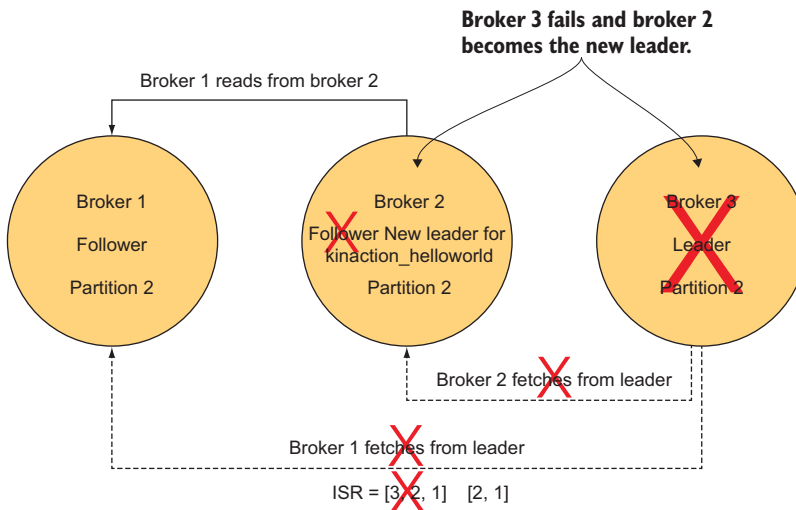 Broker 3 fails and broker 2
becomes the new leader.
Broker 1 reads from broker 2
Broker 1
Follower
Partition 2
Broker 2
Follower New leader for
kinaction_helloworld
Partition 2
Broker 3
Leader
Partition 2
Broker 2 fetches from leader
Broker 1 fetches from leader
ISR = [3, 2, 1] [2, 1]